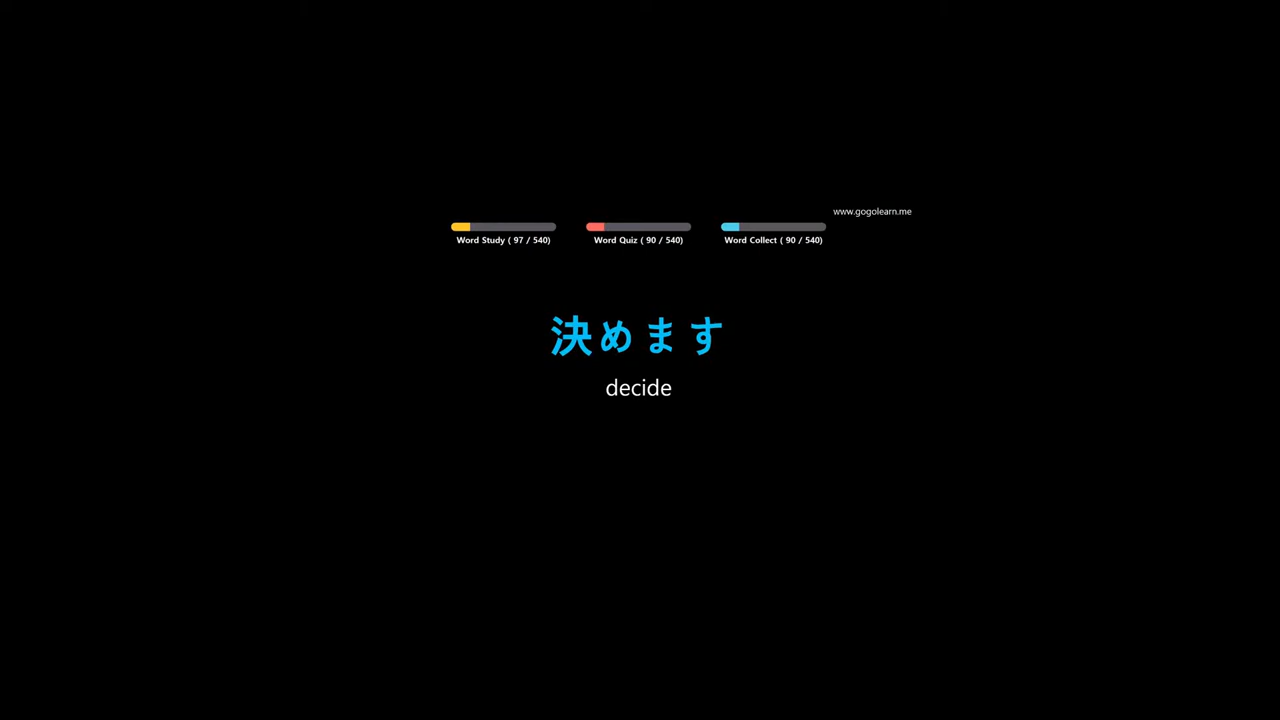 www.gogolearn.me
Word Study ( 97 / 540)
Word Quiz ( 90 / 540)
Word Collect ( 90 / 540)
決めます
decide